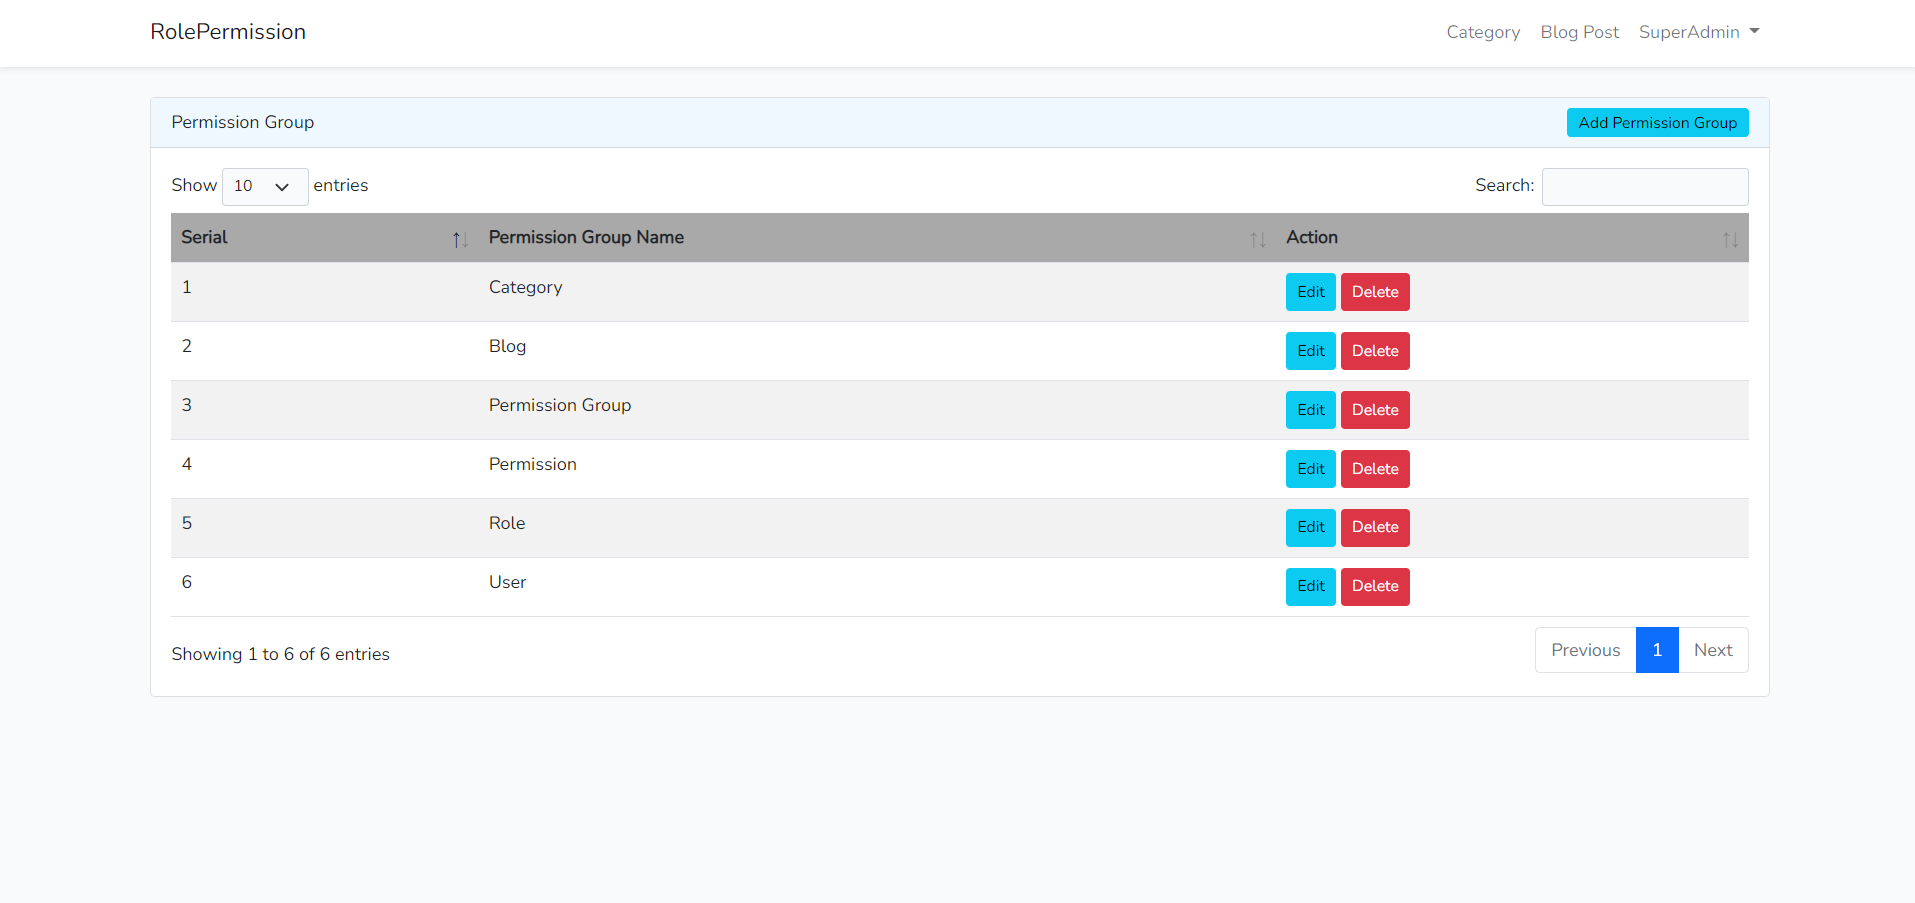 RolePermission Category Blog Post SuperAdmin
Permission Group Add Permission Group
Show 10 entries Search:
Serial Permission Group Name Action
1 Category Edit Delete
2 Blog Edit Delete
3 Permission Group Edit Delete
4 Permission Edit Delete
5 Role Edit Delete
6 User Edit Delete
Showing 1 to 6 of 6 entries Previous 1 Next